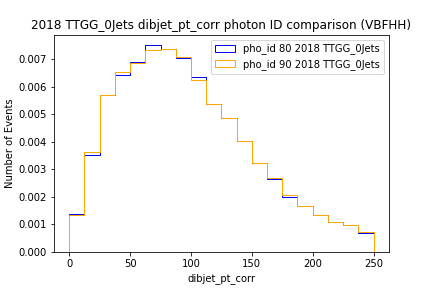 2018 TTGG_0Jets dibjet_pt_corr photon ID comparison (VBFHH)
pho_id 80 2018 TTGG_0Jets
pho_id 90 2018 TTGG_0Jets
Number of Events
0.007
0.006
0.005
0.004
0.003
0.002
0.001
0.000
0 50 100 150 200 250
dibjet_pt_corr